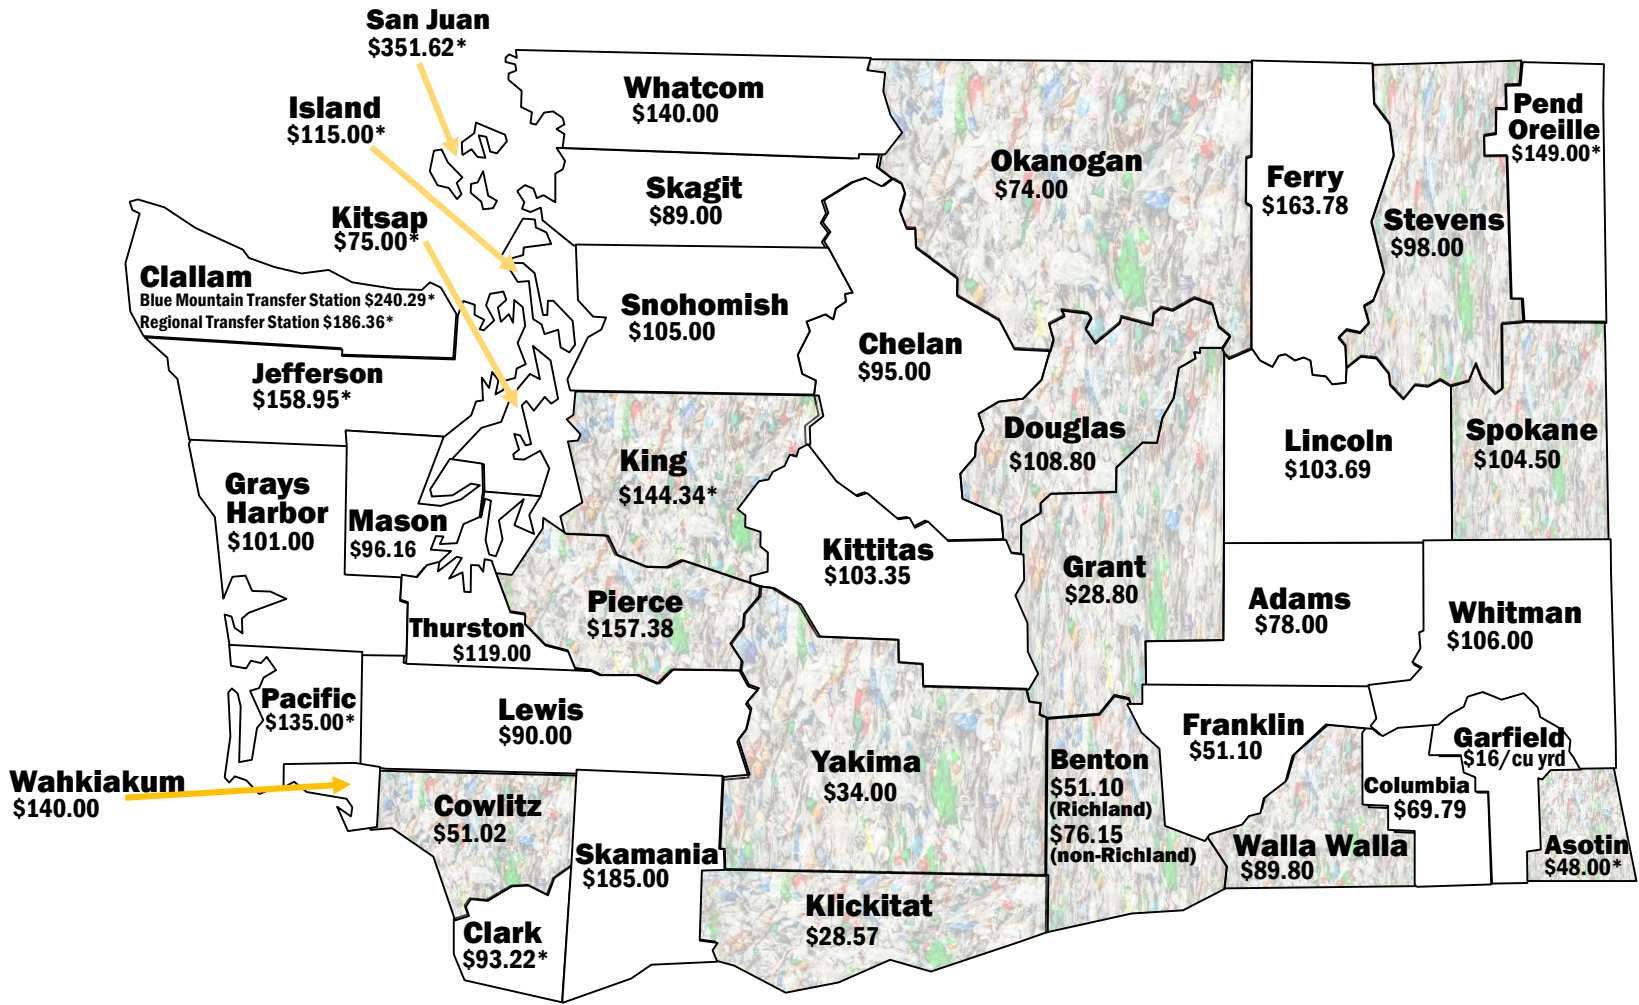 San Juan
$351.62*
Island
$115.00*
Kitsap
$75.00*
Whatcom
$140.00
Skagit
$89.00
Snohomish
$105.00
Okanogan
$74.00
Ferry
$163.78
Stevens
$98.00
Pend
Oreille
$149.00*
Clallam
Blue Mountain Transfer Station $240.29*
Regional Transfer Station $186.36*
Jefferson
$158.95*
Chelan
$95.00
Douglas
$108.80
Lincoln
$103.69
Spokane
$104.50
Grays
Harbor
$101.00
Mason
$96.16
King
$144.34*
Kittitas
$103.35
Grant
$28.80
Adams
$78.00
Whitman
$106.00
Thurston
$119.00
Pierce
$157.38
Pacific
$135.00*
Lewis
$90.00
Yakima
$34.00
Benton
$51.10
(Richland)
$76.15
(non-Richland)
Franklin
$51.10
Garfield
$16/cu yrd
Columbia
$69.79
Walla Walla
$89.80
Asotin
$48.00*
Wahkiakum
$140.00
Cowlitz
$51.02
Skamania
$185.00
Clark
$93.22*
Klickitat
$28.57